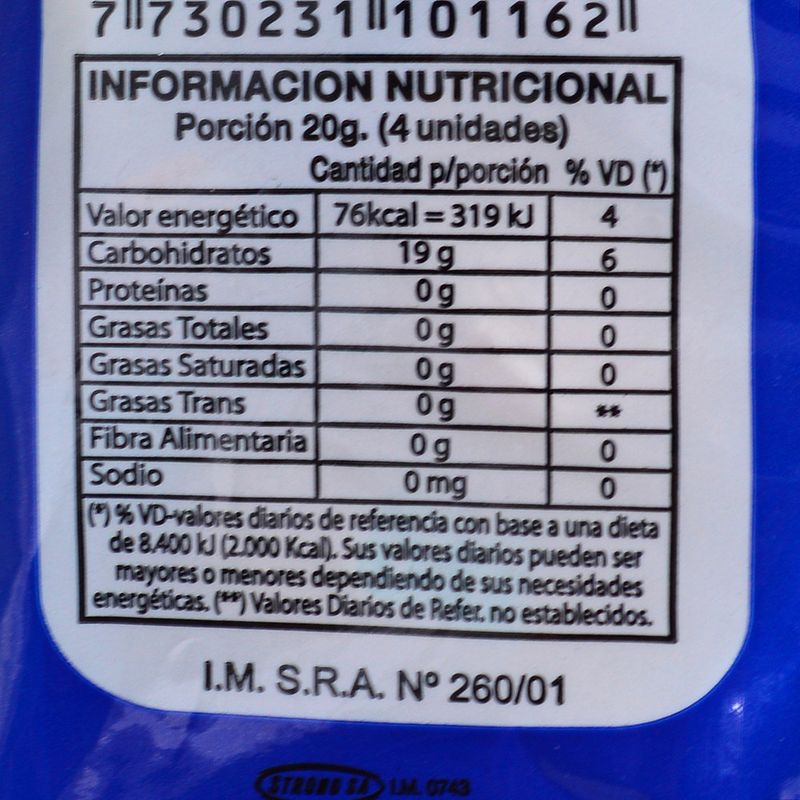 7 730231 101162
INFORMACION NUTRICIONAL
Porción 20g. (4 unidades)
Cantidad p/porción % VD (*)
Valor energético 76kcal = 319 kJ 4
Carbohidratos 19 g 6
Proteínas 0 g 0
Grasas Totales 0 g 0
Grasas Saturadas 0 g 0
Grasas Trans 0 g **
Fibra Alimentaria 0 g 0
Sodio 0 mg 0
(*) % VD-valores diarios de referencia con base a una dieta
de 8.400 kJ (2.000 Kcal). Sus valores diarios pueden ser
mayores o menores dependiendo de sus necesidades
energéticas. (**) Valores Diarios de Refer. no establecidos.
I.M. S.R.A. Nº 260/01
STRONG SA I.M. 0743